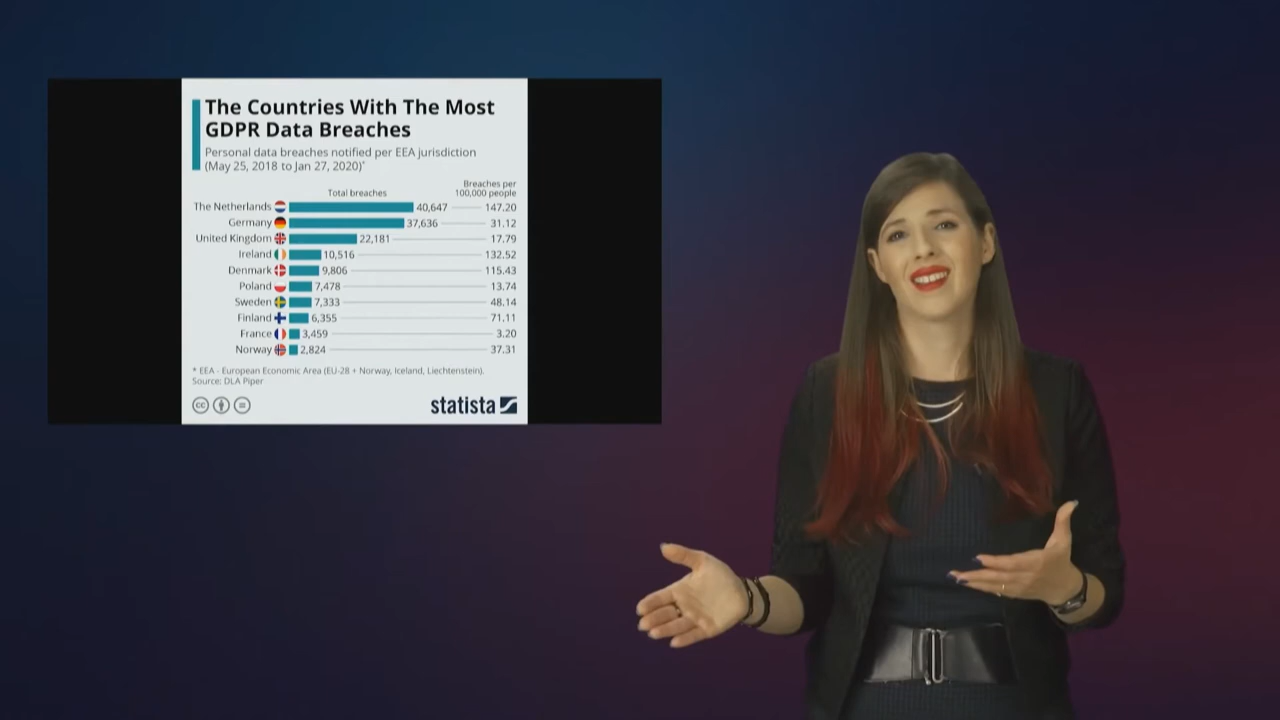 The Countries With The Most
GDPR Data Breaches
Personal data breaches notified per EEA jurisdiction
(May 25, 2018 to Jan 27, 2020)*
Total breaches
Breaches per
100,000 people
The Netherlands 40,647 147.20
Germany 37,636 31.12
United Kingdom 22,181 17.79
Ireland 10,516 132.52
Denmark 9,806 115.43
Poland 7,478 13.74
Sweden 7,333 48.14
Finland 6,355 71.11
France 3,459 3.20
Norway 2,824 37.31
* EEA - European Economic Area (EU-28 + Norway, Iceland, Liechtenstein).
Source: DLA Piper
cc
statista